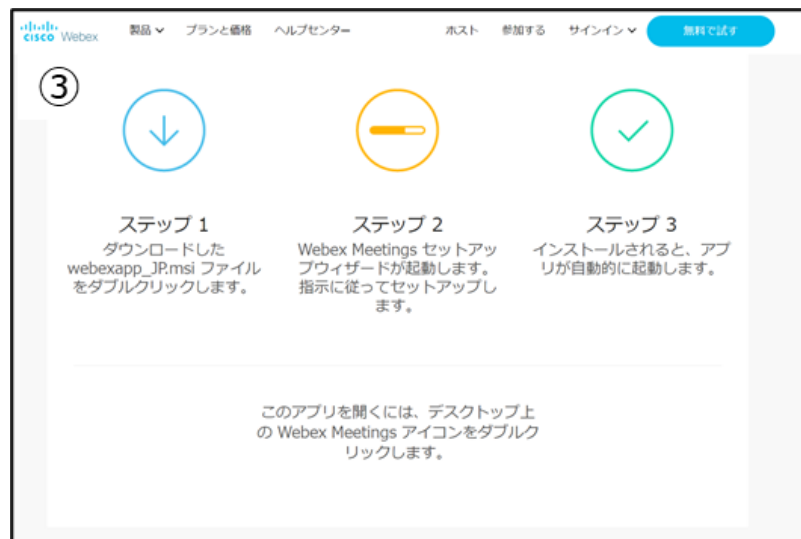 cisco Webex 製品 プランと価格 ヘルプセンター ホスト 参加する サインイン 無料で試す
③
ステップ 1
ダウンロードした
webexapp_JP.msi ファイル
をダブルクリックします。
ステップ 2
Webex Meetings セットアッ
プウィザードが起動します。
指示に従ってセットアップし
ます。
ステップ 3
インストールされると、アプ
リが自動的に起動します。
このアプリを開くには、デスクトップ上
の Webex Meetings アイコンをダブルク
リックします。